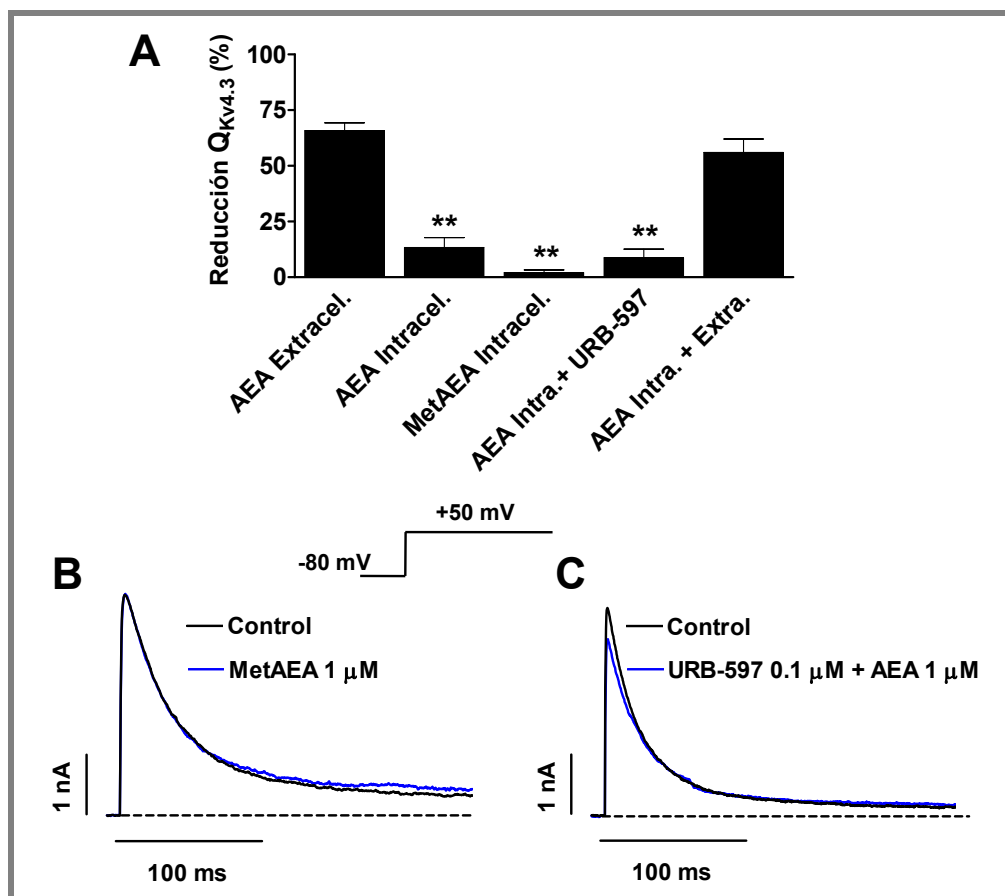 A
Reducción QKv4.3 (%)
100
75
50
25
0
**
**
**
AEA Extracel.
AEA Intracel.
MetAEA Intracel.
AEA Intra.+ URB-597
AEA Intra. + Extra.
+50 mV
-80 mV
B
Control
MetAEA 1 μM
1 nA
100 ms
C
Control
URB-597 0.1 μM + AEA 1 μM
1 nA
100 ms